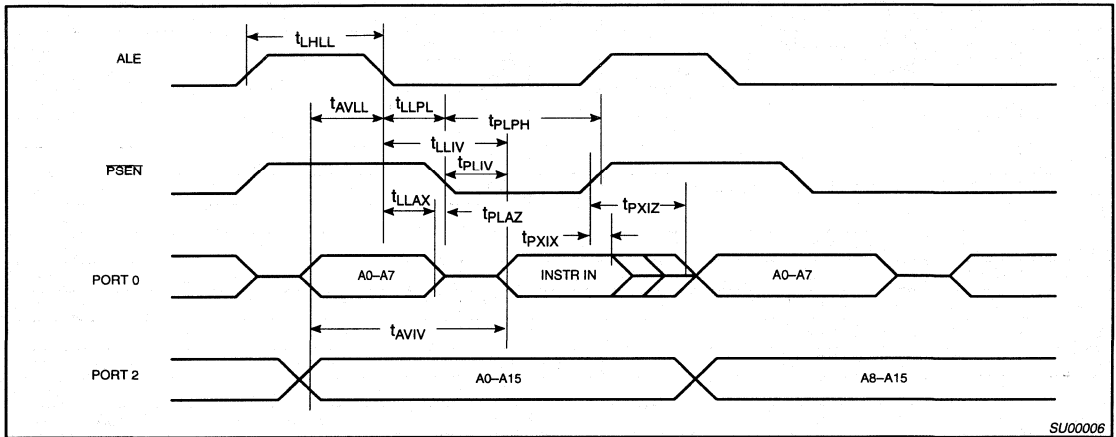 ALE
tLHLL
tAVLL
tLLPL
tPLPH
tLLIV
PSEN
tPLIV
tLLAX
tPLAZ
tPXIZ
tPXIX
PORT 0
A0–A7
INSTR IN
A0–A7
tAVIV
PORT 2
A0–A15
A8–A15
SU00006